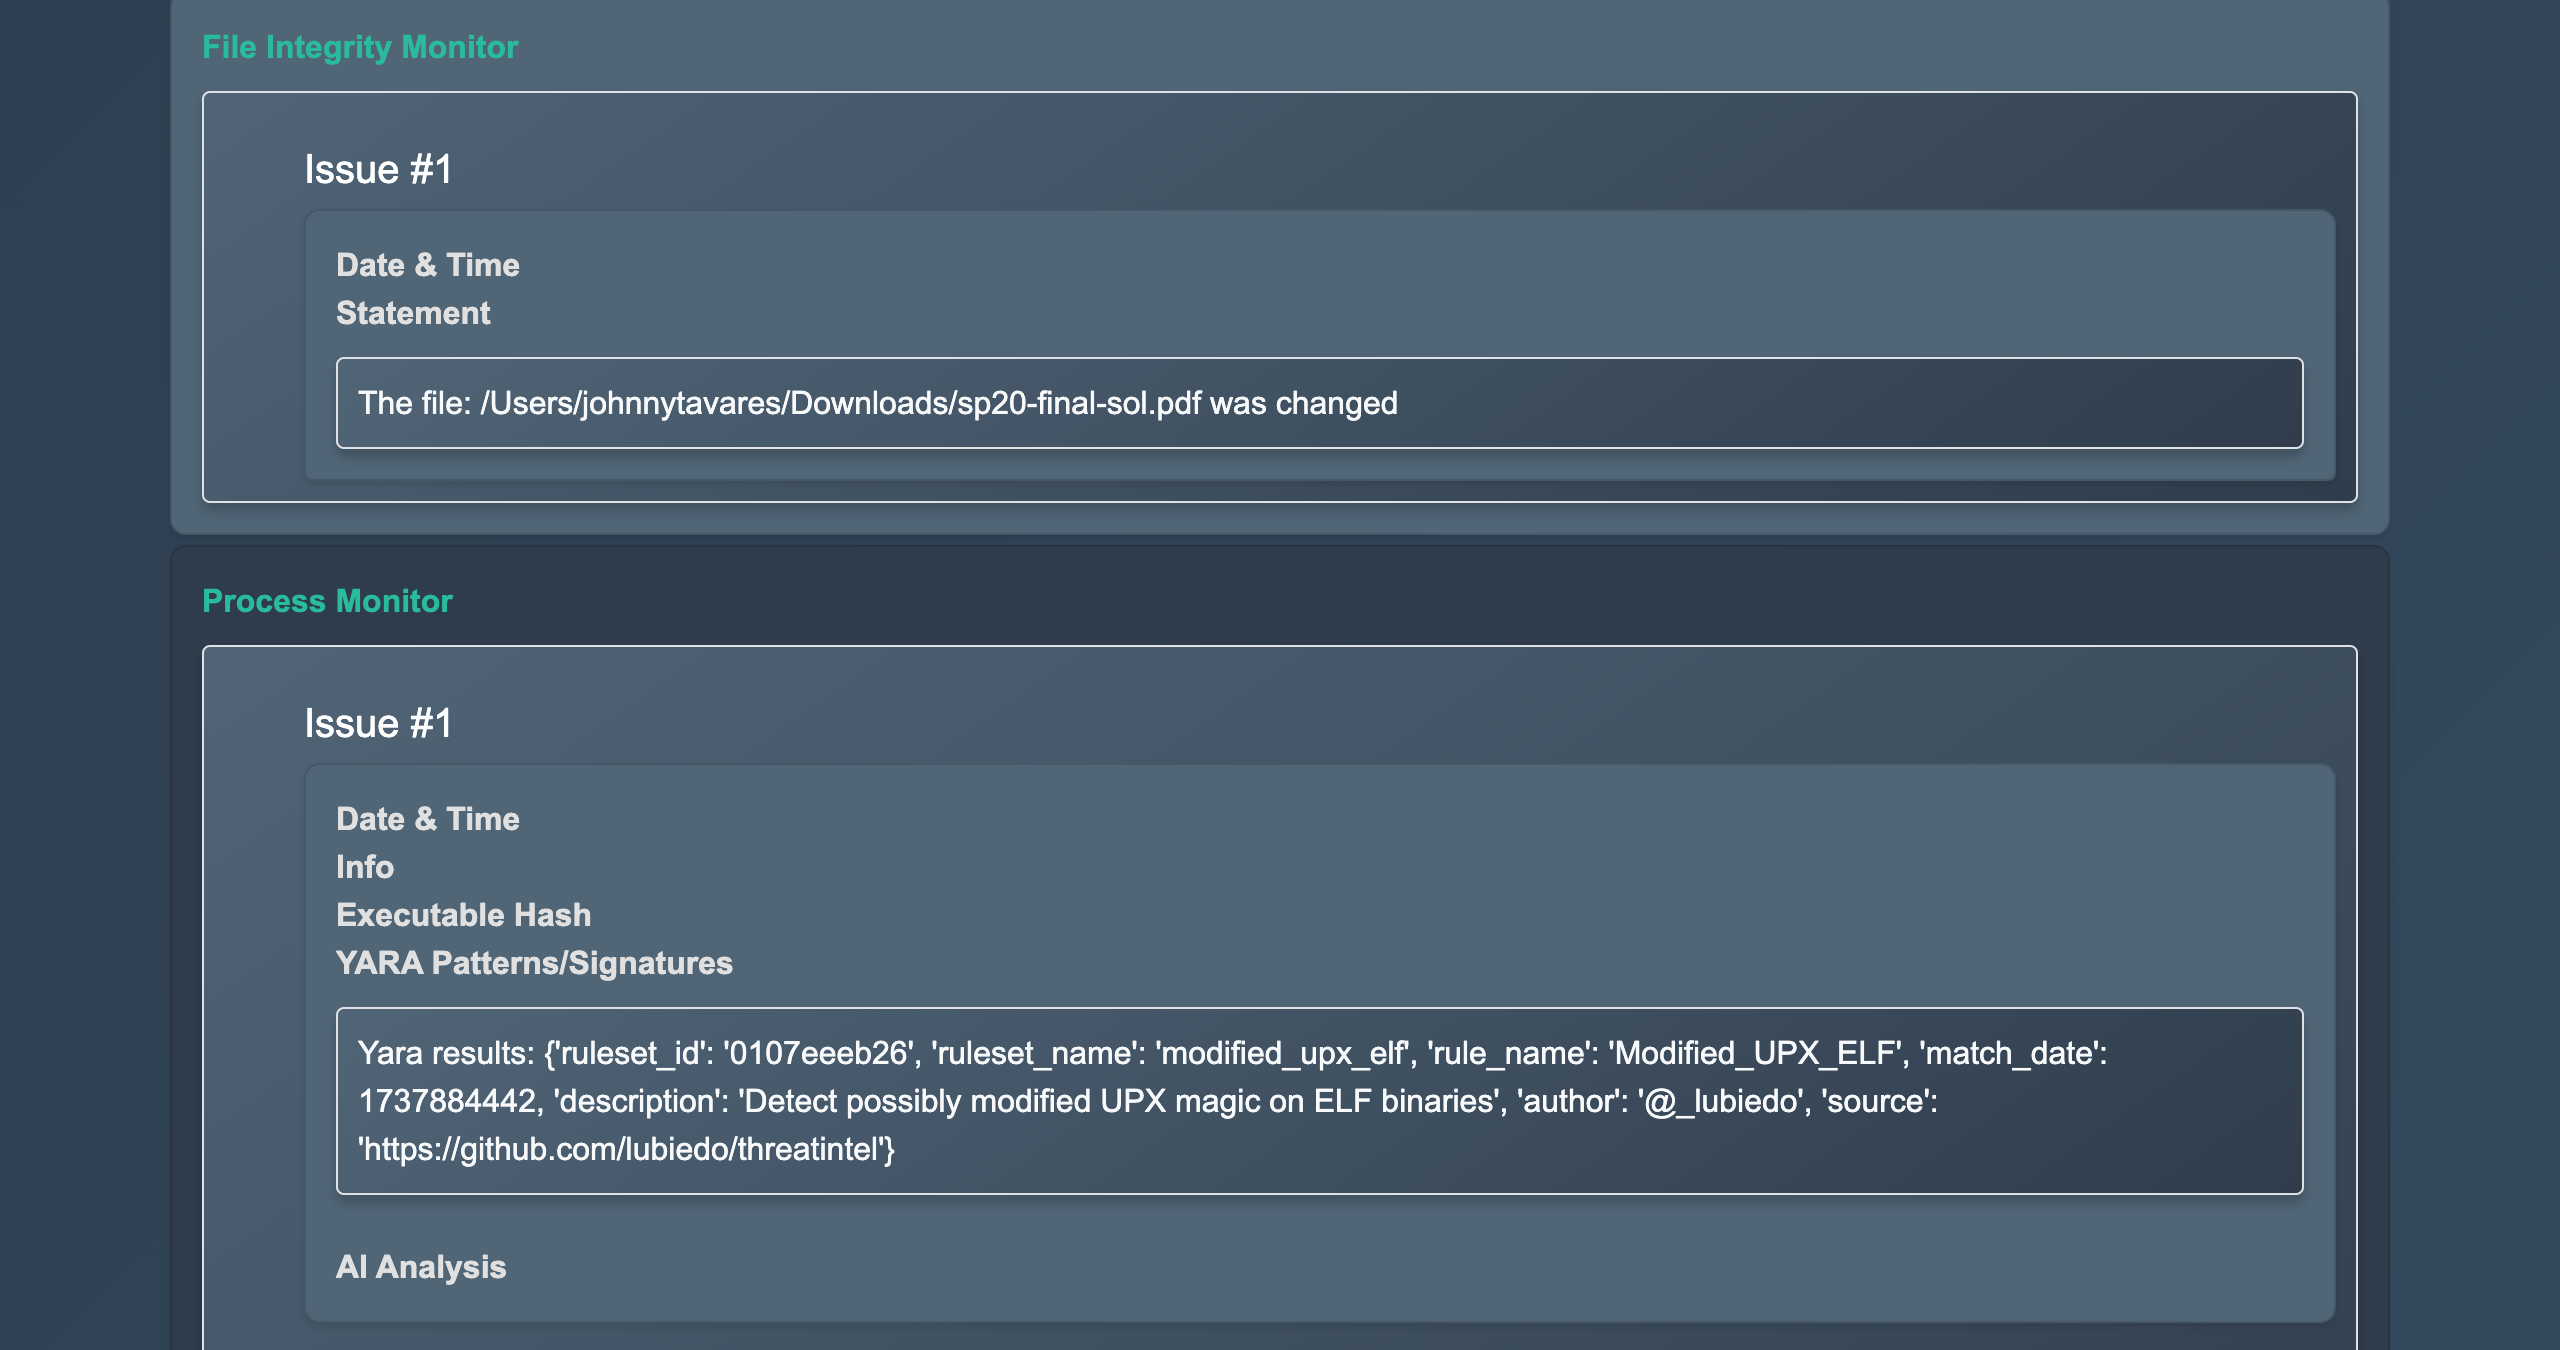 File Integrity Monitor
Issue #1
Date & Time
Statement
The file: /Users/johnnytavares/Downloads/sp20-final-sol.pdf was changed
Process Monitor
Issue #1
Date & Time
Info
Executable Hash
YARA Patterns/Signatures
Yara results: {'ruleset_id': '0107eeeb26', 'ruleset_name': 'modified_upx_elf', 'rule_name': 'Modified_UPX_ELF', 'match_date':
1737884442, 'description': 'Detect possibly modified UPX magic on ELF binaries', 'author': '@_lubiedo', 'source':
'https://github.com/lubiedo/threatintel'}
AI Analysis